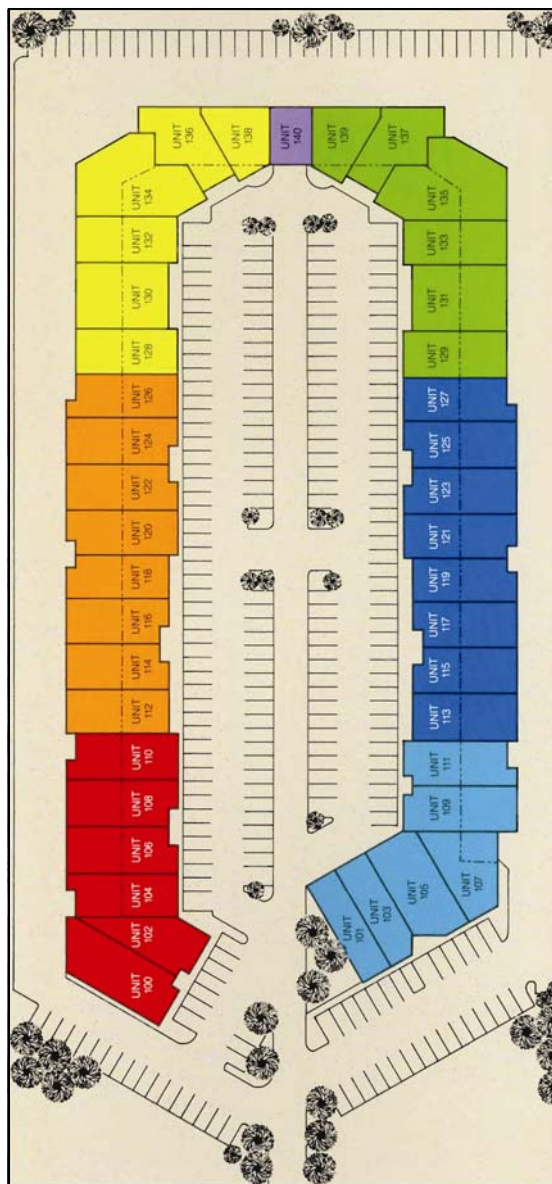 UNIT
136
UNIT
138
UNIT
140
UNIT
139
UNIT
137
UNIT
134
UNIT
135
UNIT
132
UNIT
133
UNIT
130
UNIT
131
UNIT
128
UNIT
129
UNIT
126
UNIT
127
UNIT
124
UNIT
125
UNIT
122
UNIT
123
UNIT
120
UNIT
121
UNIT
118
UNIT
119
UNIT
116
UNIT
117
UNIT
114
UNIT
115
UNIT
112
UNIT
113
UNIT
110
UNIT
111
UNIT
108
UNIT
109
UNIT
106
UNIT
104
UNIT
102
UNIT
100
UNIT
107
UNIT
105
UNIT
103
UNIT
101